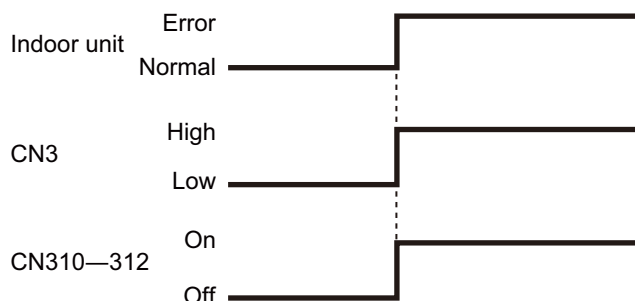 Error
Indoor unit
Normal
High
CN3
Low
On
CN310—312
Off